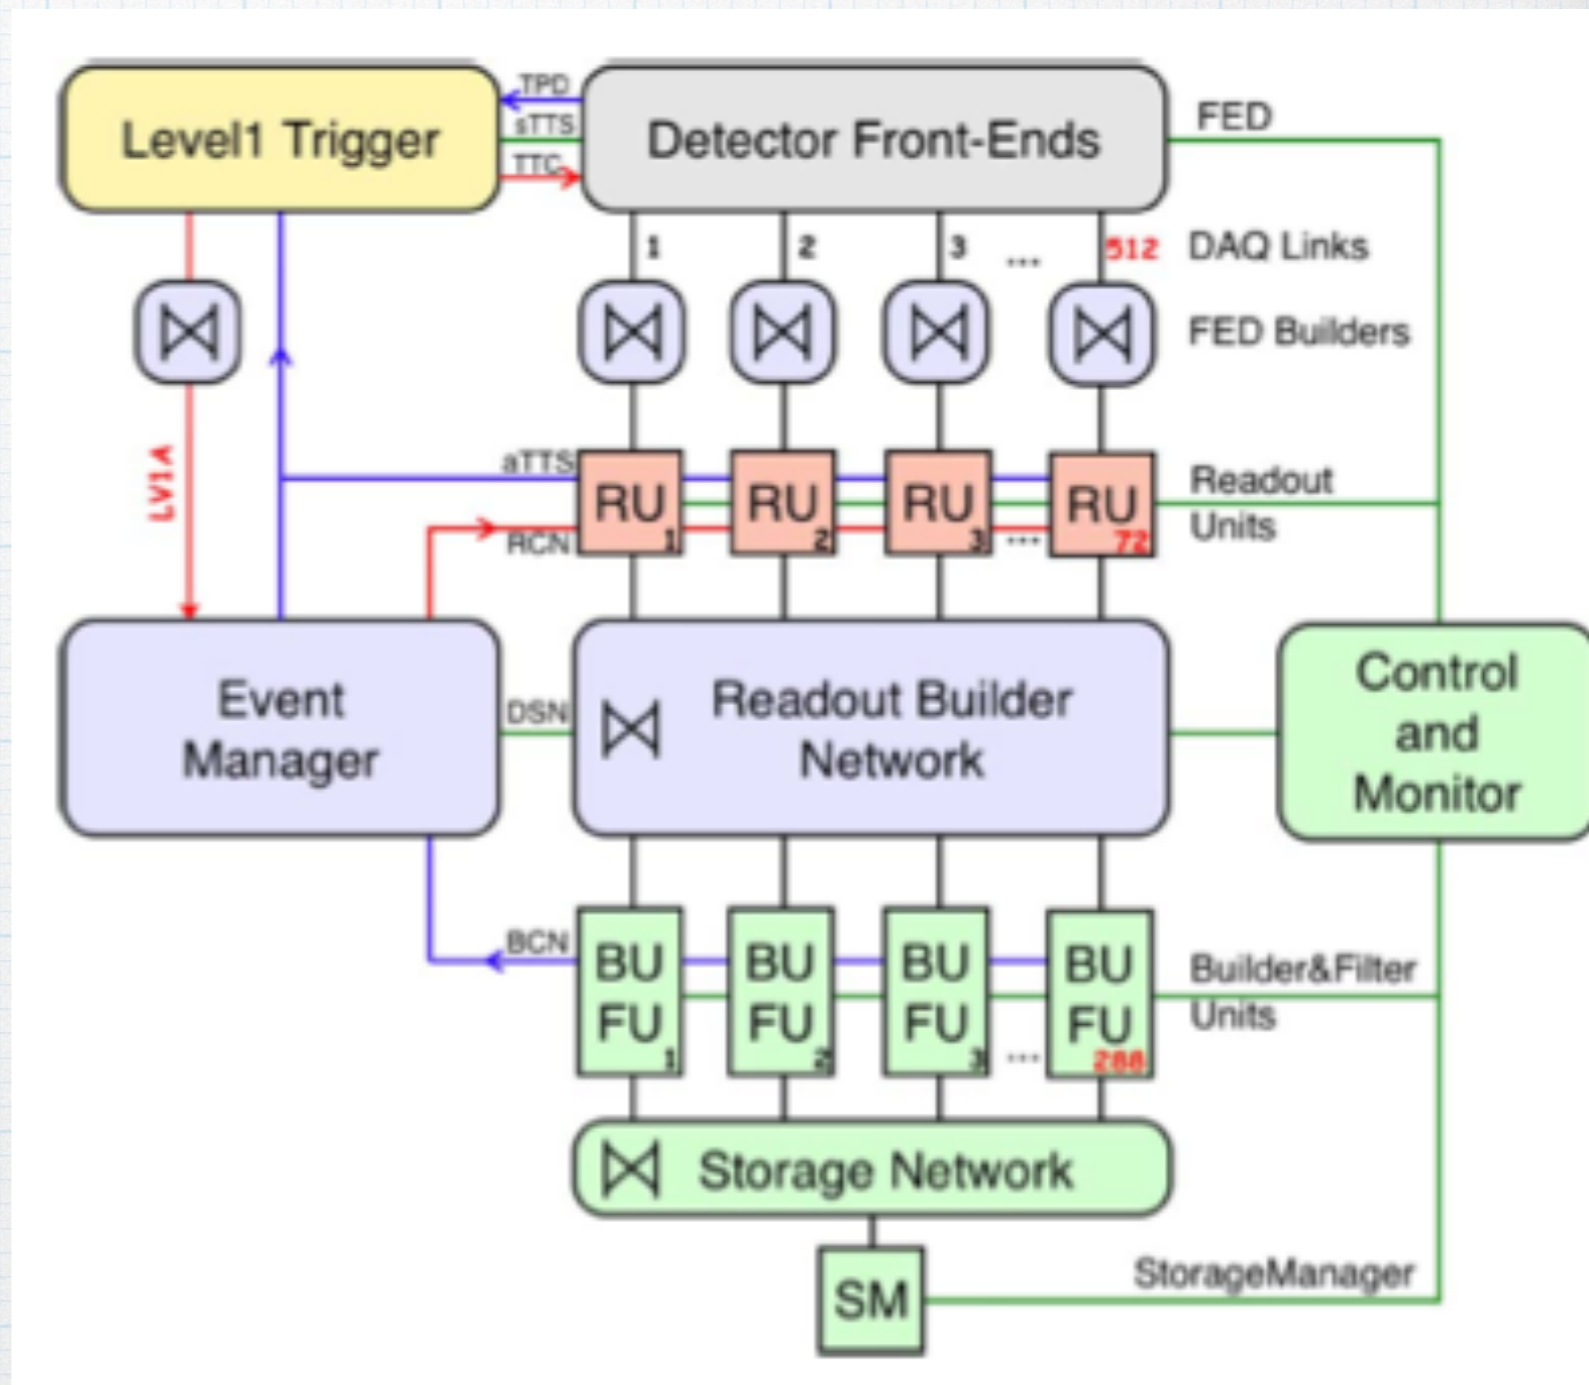 Level1 Trigger
TPD
sTTS
TTC
Detector Front-Ends
FED
1
2
3
...
512
DAQ Links
FED Builders
LV1A
aTTS
RCN
RU
1
RU
2
RU
3
...
RU
72
Readout
Units
Event
Manager
DSN
Readout Builder
Network
Control
and
Monitor
BCN
BU
FU
1
BU
FU
2
BU
FU
3
...
BU
FU
288
Builder&Filter
Units
Storage Network
SM
StorageManager